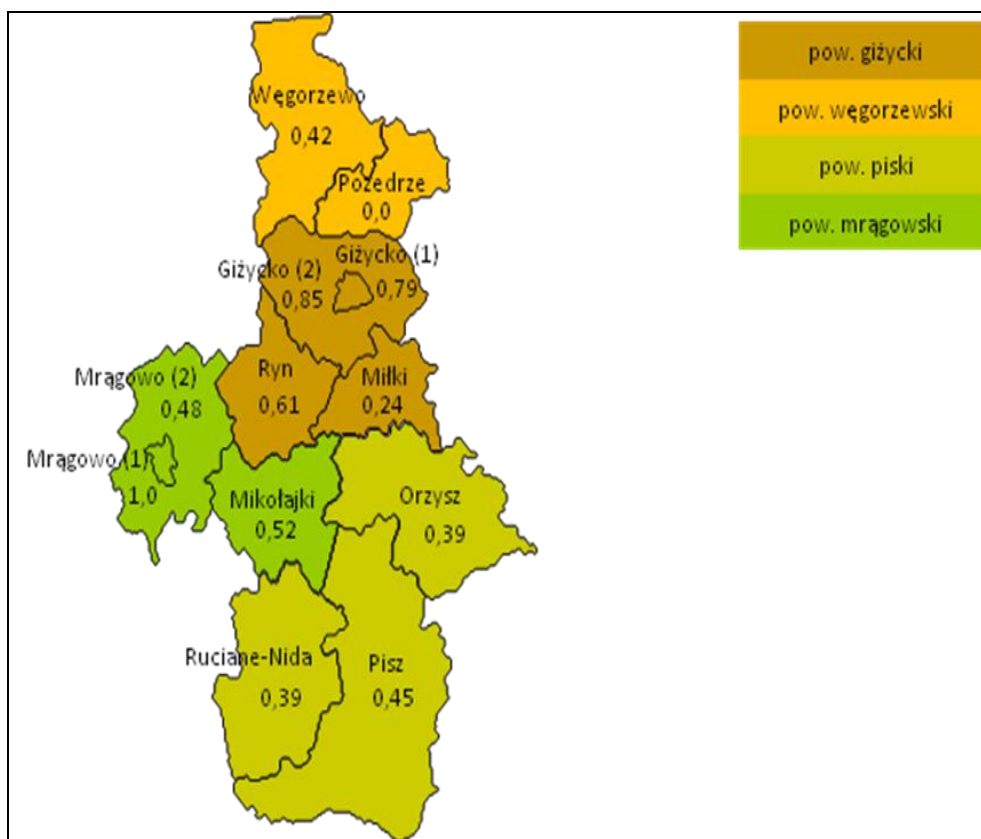 pow. giżycki
pow. węgorzewski
pow. piski
pow. mrągowski
Węgorzewo
0,42
Pozedrze
0,0
Giżycko (1)
0,79
Giżycko (2)
0,85
Ryn
0,61
Miłki
0,24
Mrągowo (2)
0,48
Mrągowo (1)
1,0
Mikołajki
0,52
Orzysz
0,39
Ruciane-Nida
0,39
Pisz
0,45